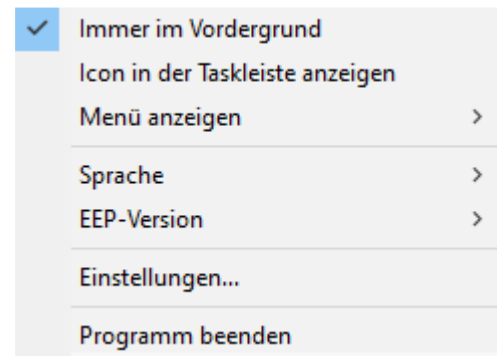 Immer im Vordergrund
Icon in der Taskleiste anzeigen
Menü anzeigen
Sprache
EEP-Version
Einstellungen...
Programm beenden